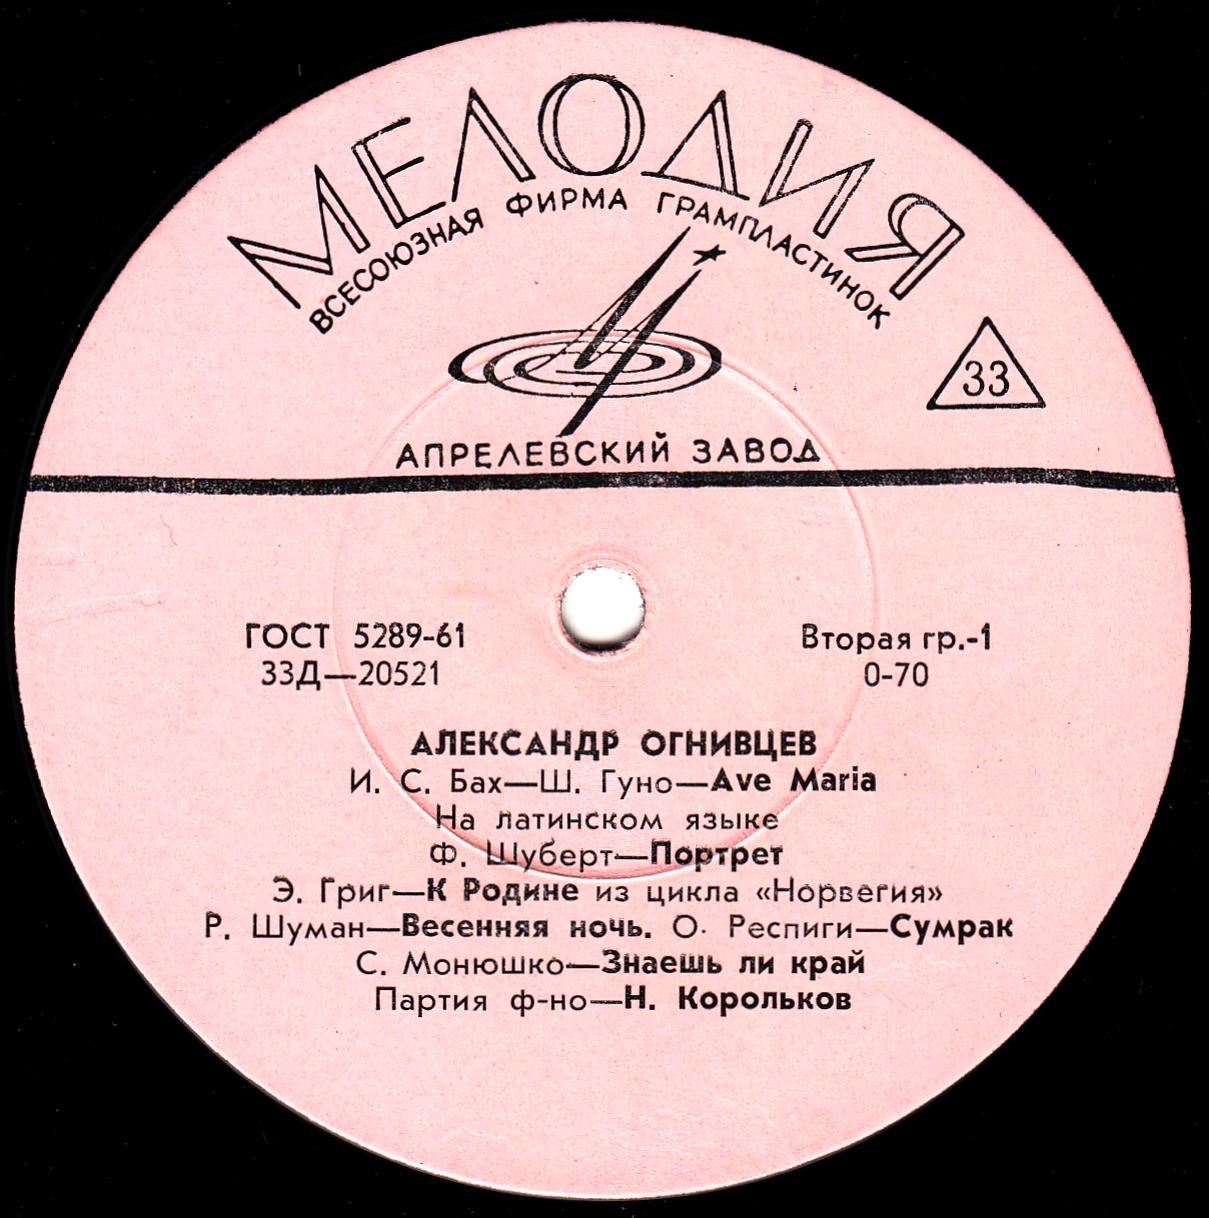 МЕЛОДИЯ
ВСЕСОЮЗНАЯ ФИРМА ГРАМПЛАСТИНОК
33
АПРЕЛЕВСКИЙ ЗАВОД
ГОСТ 5289-61
Вторая гр.-1
33Д—20521
0-70
АЛЕКСАНДР ОГНИВЦЕВ
И. С. Бах—Ш. Гуно—Ave Maria
На латинском языке
Ф. Шуберт—Портрет
Э. Григ—К Родине из цикла «Норвегия»
Р. Шуман—Весенняя ночь. О. Респиги—Сумрак
С. Монюшко—Знаешь ли край
Партия ф-но—Н. Корольков